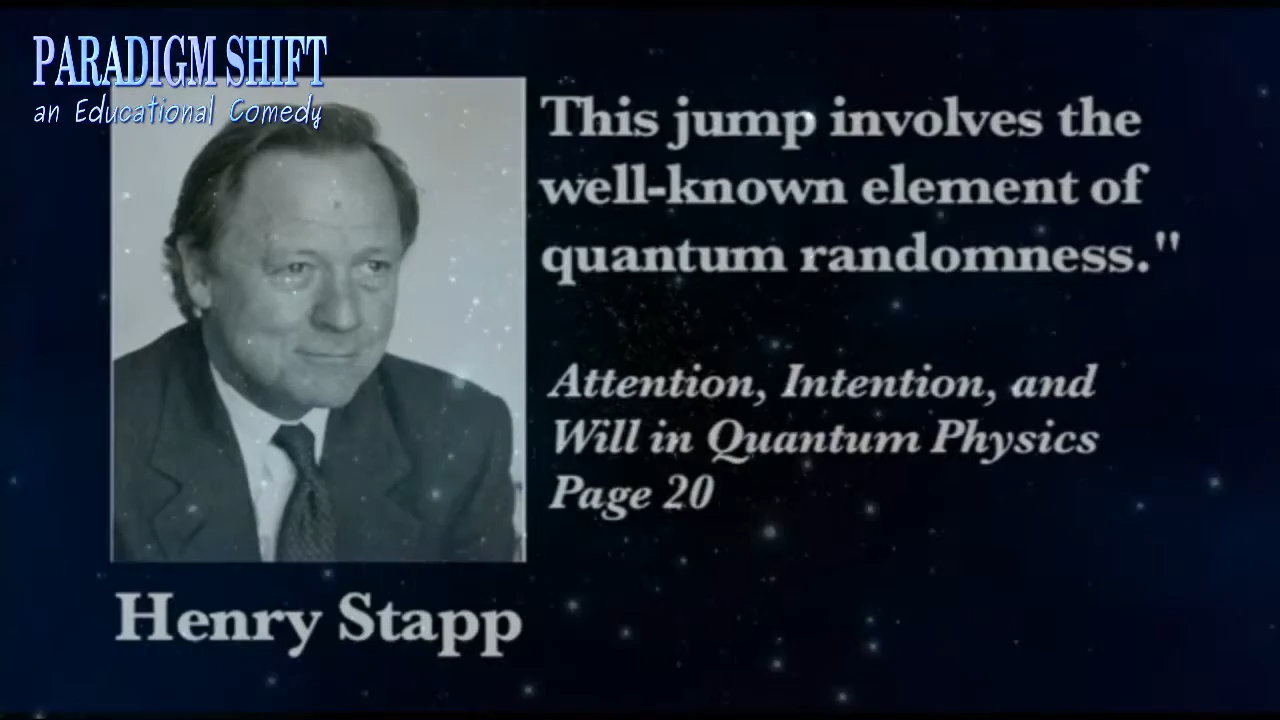 PARADIGM SHIFT
an Educational Comedy
This jump involves the
well-known element of
quantum randomness."
Attention, Intention, and
Will in Quantum Physics
Page 20
Henry Stapp